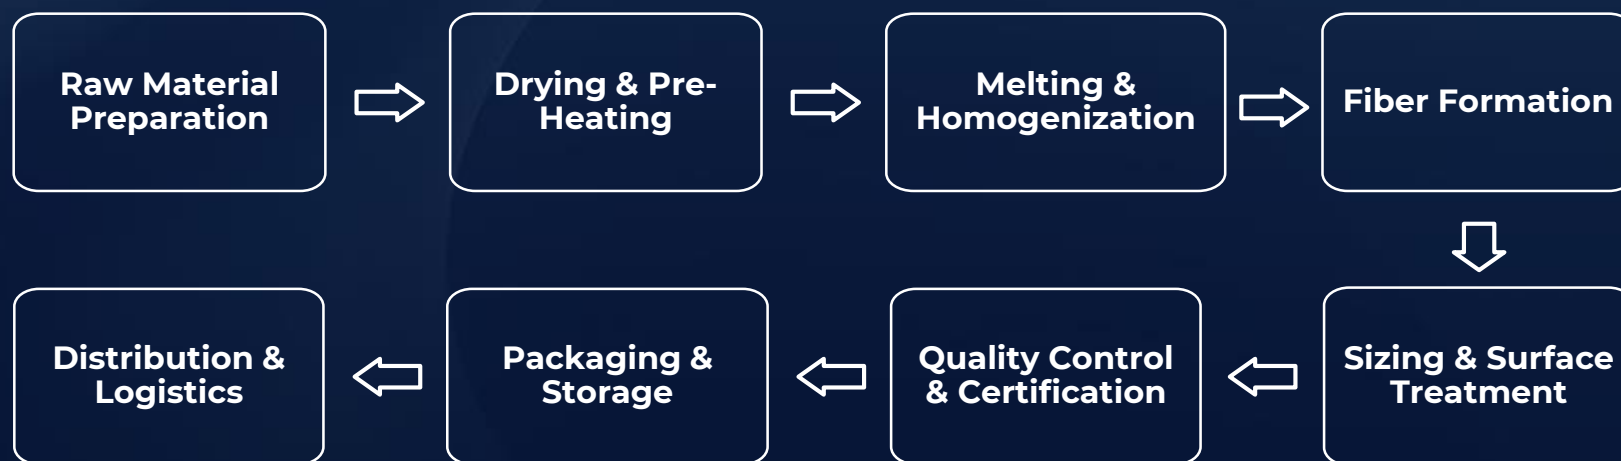 Raw Material
Preparation
Drying & Pre-
Heating
Melting &
Homogenization
Fiber Formation
Distribution &
Logistics
Packaging &
Storage
Quality Control
& Certification
Sizing & Surface
Treatment